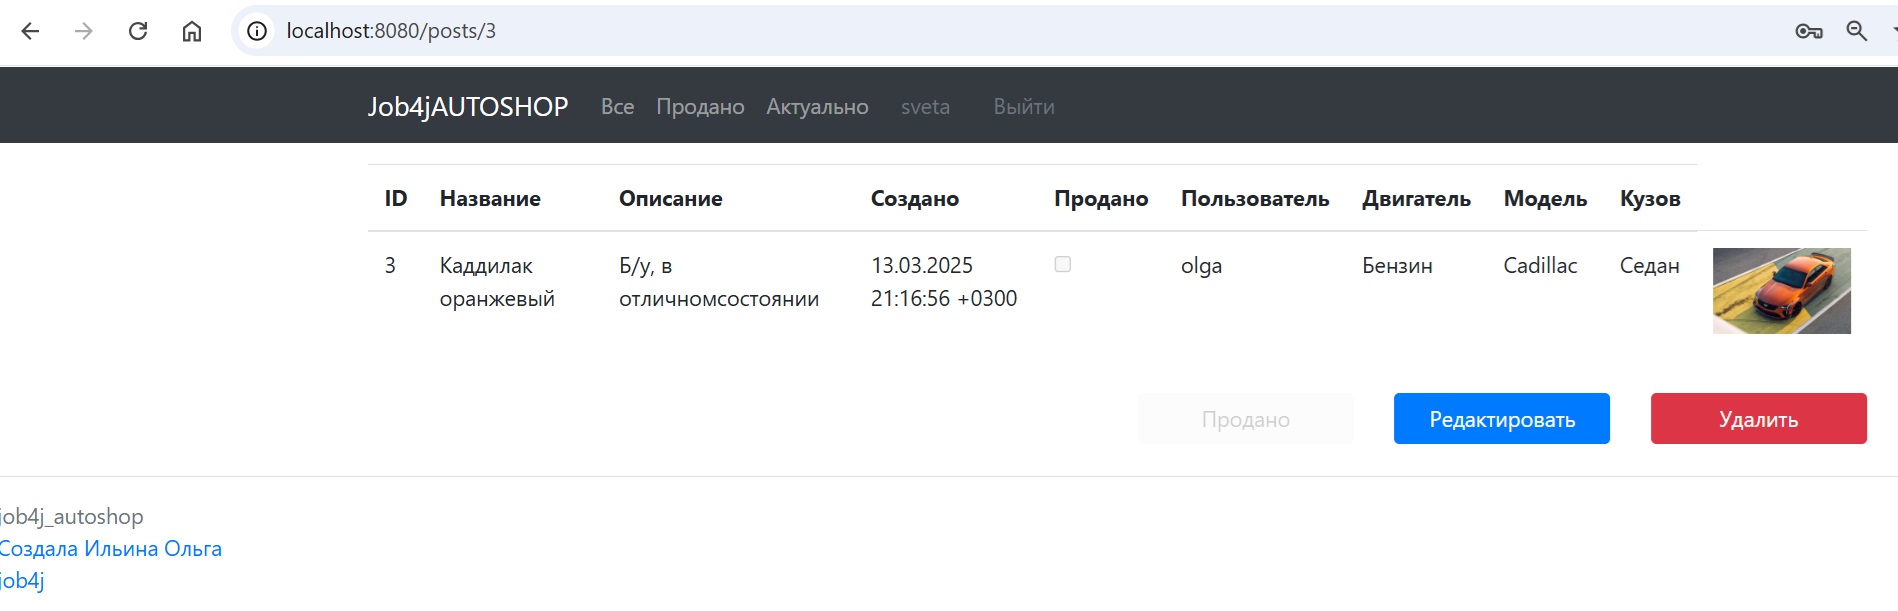 localhost:8080/posts/3
Job4jAUTOSHOP Все Продано Актуально sveta Выйти
ID Название Описание Создано Продано Пользователь Двигатель Модель Кузов
3 Каддилак Б/у, в 13.03.2025 olga Бензин Cadillac Седан
оранжевый отличномсостоянии 21:16:56 +0300
Продано Редактировать Удалить
job4j_autoshop
Создала Ильина Ольга
job4j